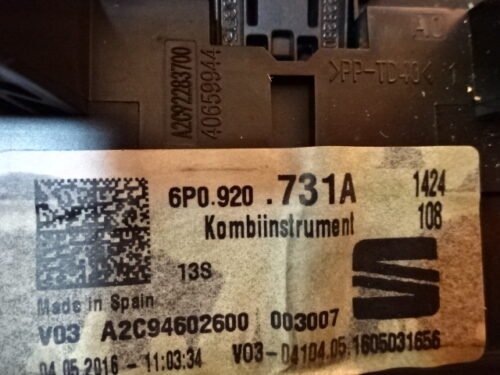 A2C92283700
40659944
>PP-TD40<
6P0.920 .731A 1424
Kombiinstrument 108
13S
Made in Spain
V03 A2C94602600 003007
04.05.2016 - 11:03:34 V03-04104.05.1605031656